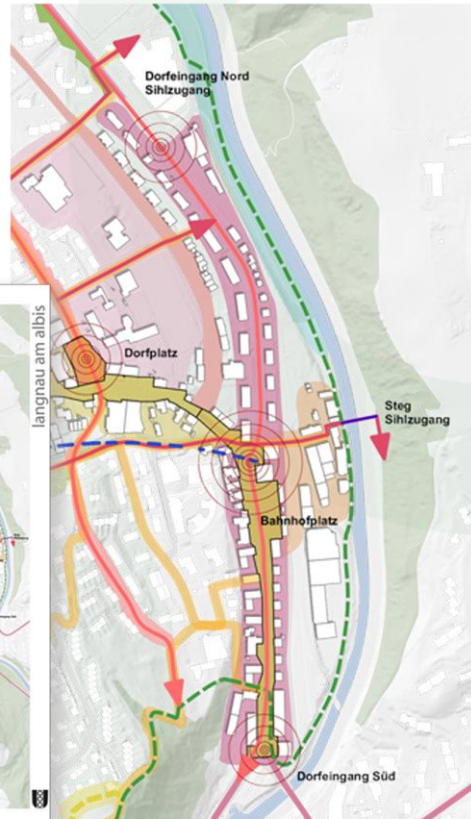 Dorfeingang Nord
Sihlzugang
langnau am albis
Dorfplatz
Steg
Sihlzugang
Bahnhofplatz
Dorfeingang Süd